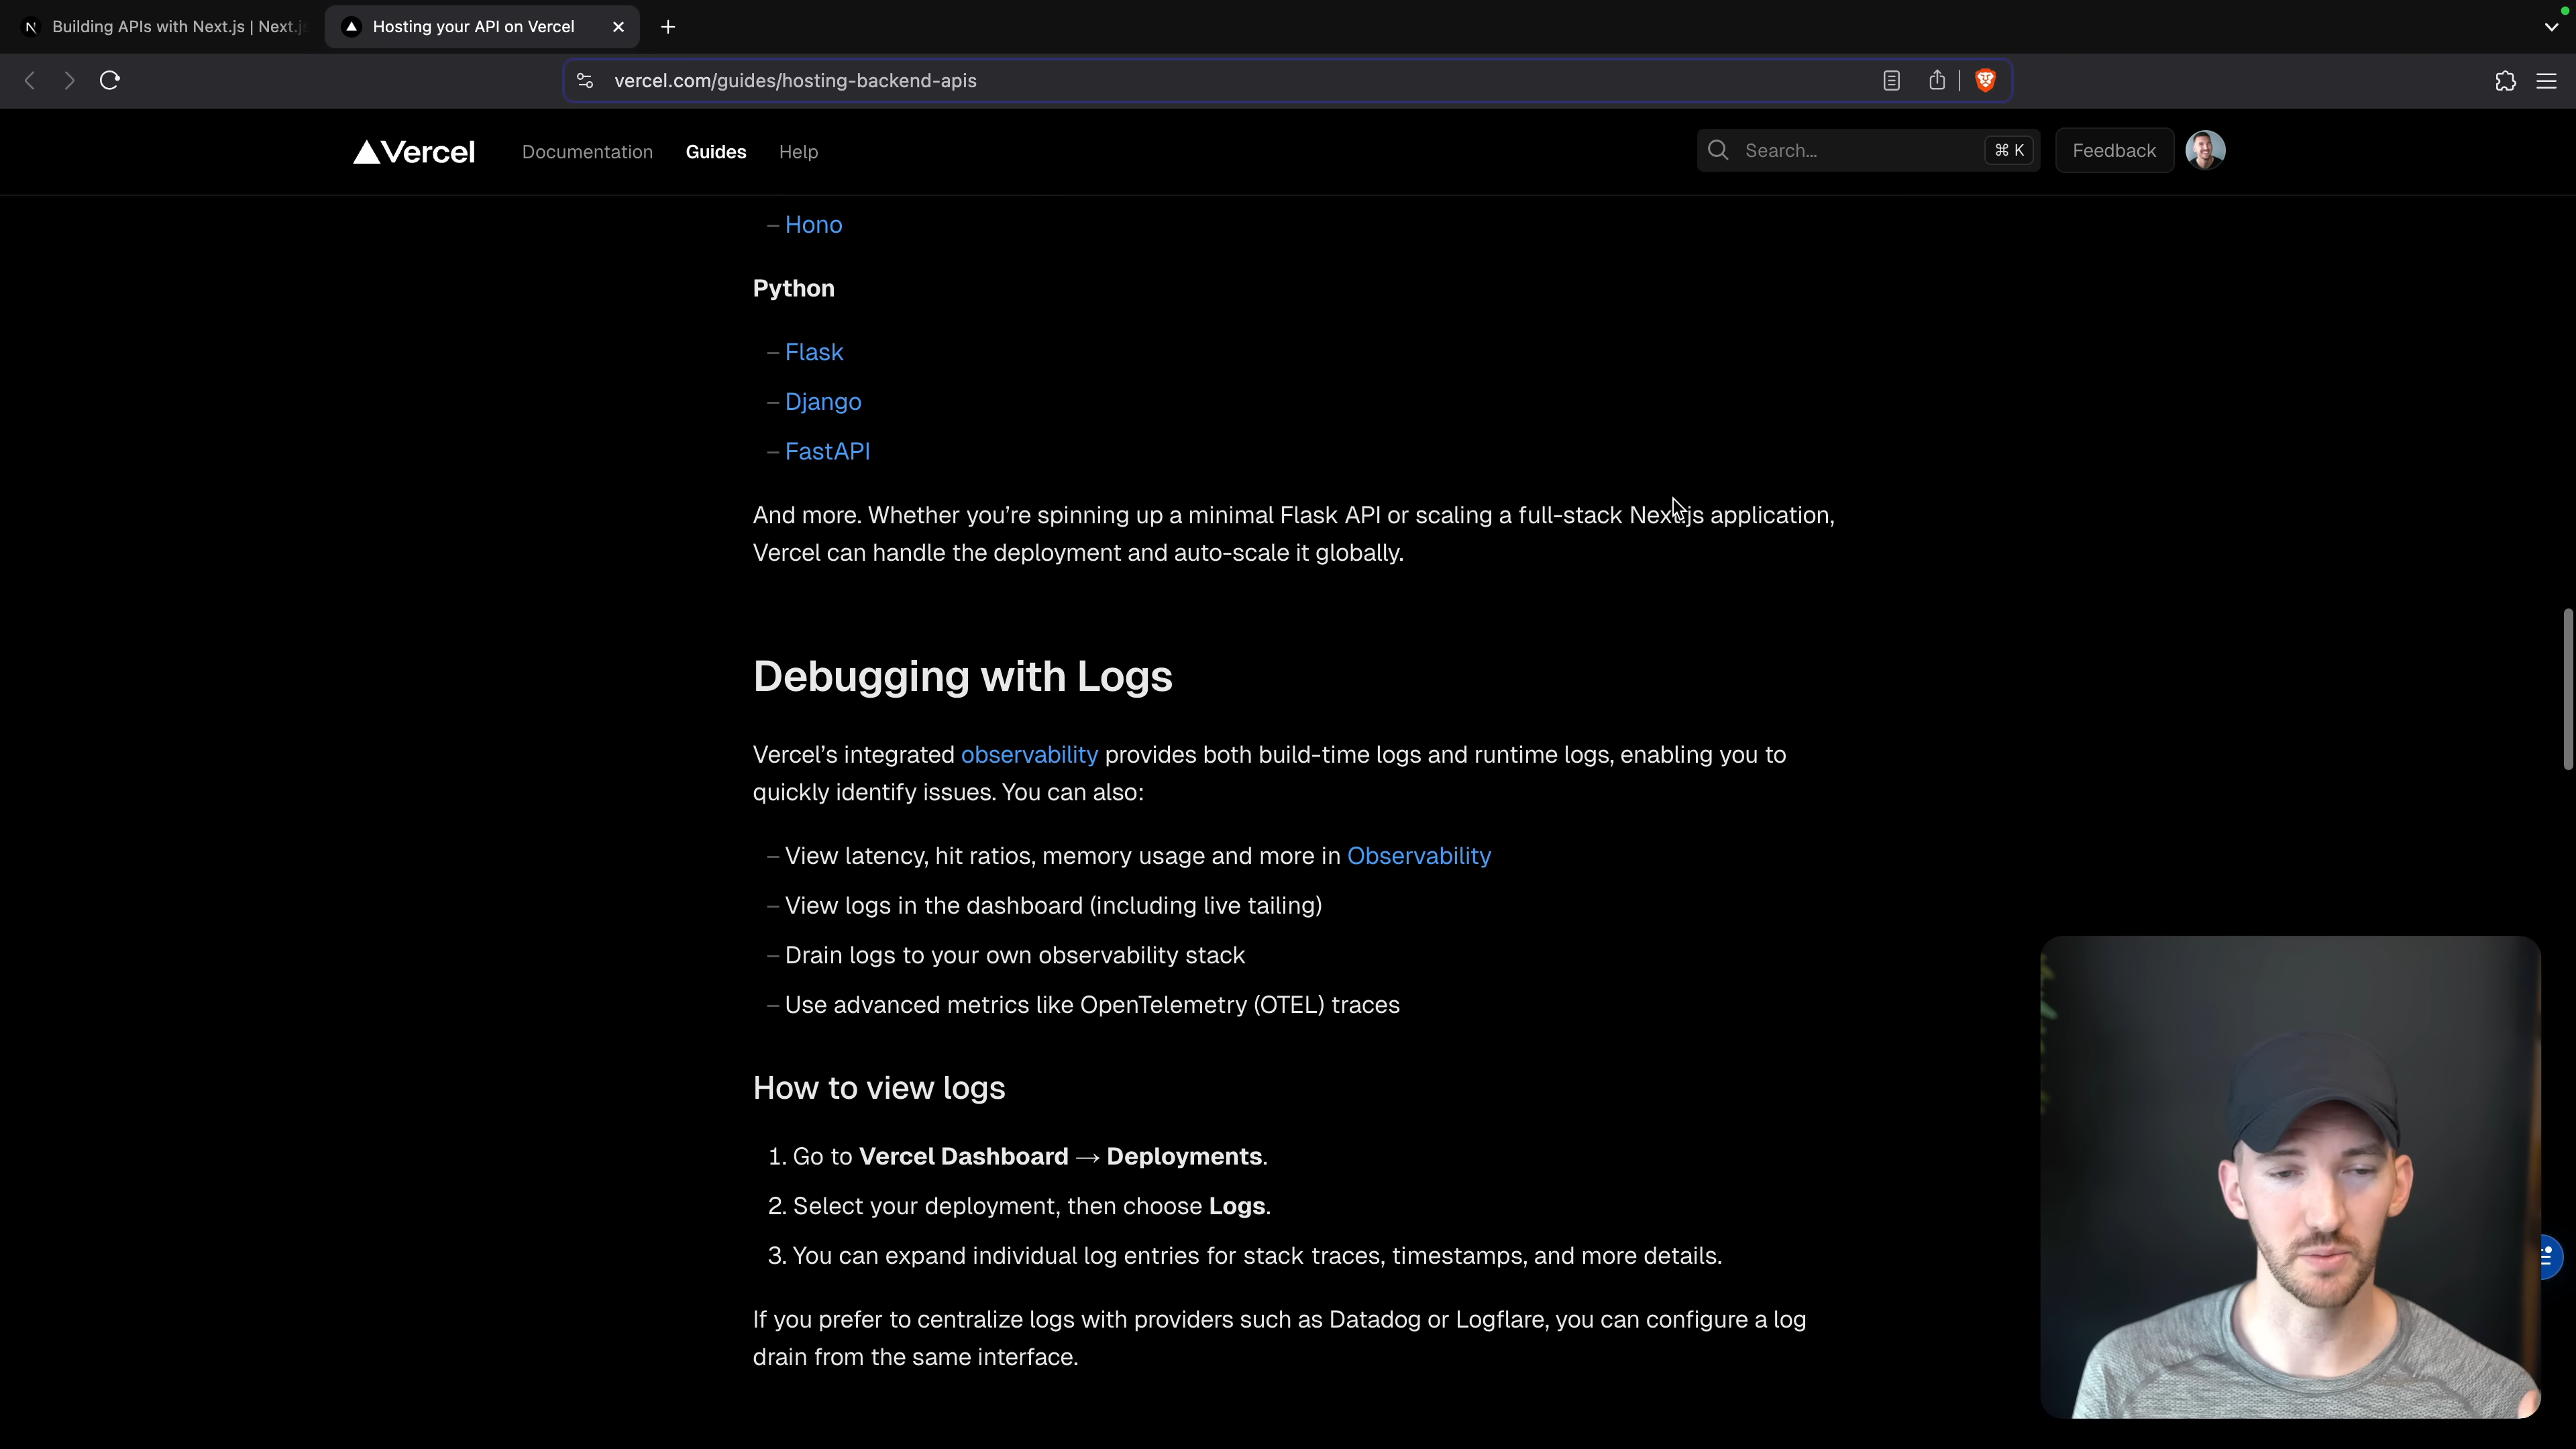 Building APIs with Next.js | Next.js
Hosting your API on Vercel
vercel.com/guides/hosting-backend-apis
Vercel
Documentation
Guides
Help
Search...
⌘ K
Feedback
– Hono
Python
– Flask
– Django
– FastAPI
And more. Whether you’re spinning up a minimal Flask API or scaling a full-stack Next.js application,
Vercel can handle the deployment and auto-scale it globally.
Debugging with Logs
Vercel’s integrated observability provides both build-time logs and runtime logs, enabling you to
quickly identify issues. You can also:
– View latency, hit ratios, memory usage and more in Observability
– View logs in the dashboard (including live tailing)
– Drain logs to your own observability stack
– Use advanced metrics like OpenTelemetry (OTEL) traces
How to view logs
1. Go to Vercel Dashboard → Deployments.
2. Select your deployment, then choose Logs.
3. You can expand individual log entries for stack traces, timestamps, and more details.
If you prefer to centralize logs with providers such as Datadog or Logflare, you can configure a log
drain from the same interface.